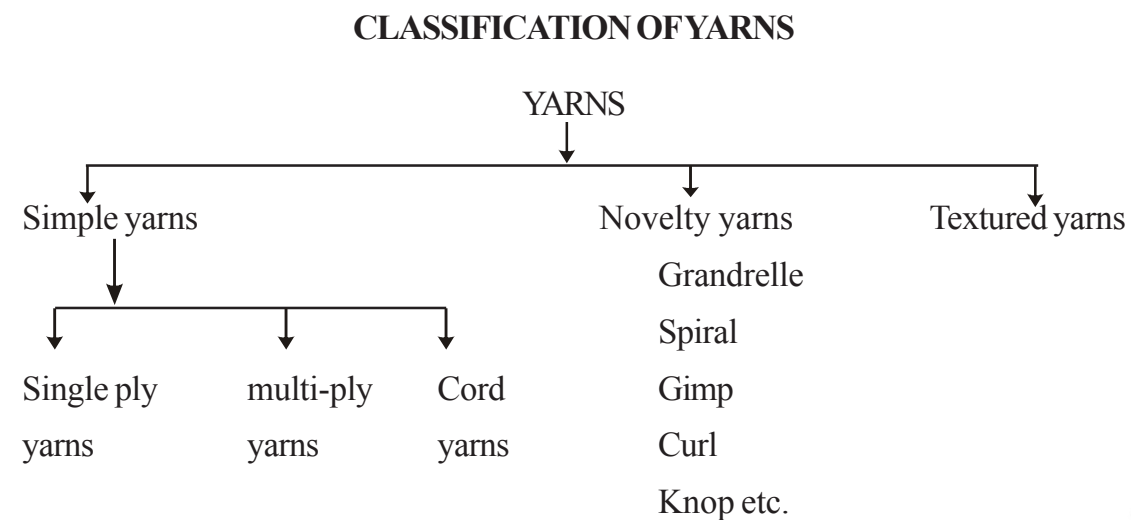 CLASSIFICATION OF YARNS
YARNS
Simple yarns
Novelty yarns
Textured yarns
Grandrelle
Spiral
Single ply
yarns
multi-ply
yarns
Cord
yarns
Gimp
Curl
Knop etc.